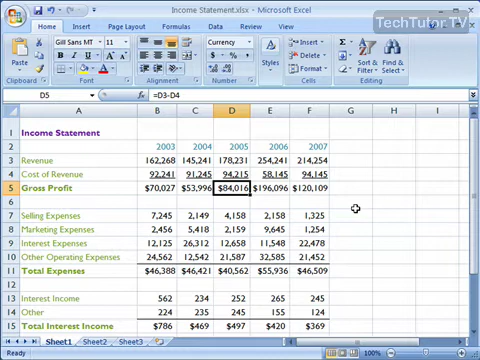 Income Statement.xlsx - Microsoft Excel
TechTutor.TV
Home Insert Page Layout Formulas Data Review View
Gill Sans MT 11
Paste
Clipboard Font Alignment
Currency
Number
Styles
Insert
Delete
Format
Cells
Sort & Filter
Find & Select
Editing
D5 =D3-D4
A B C D E F G H I
1 Income Statement
2 2003 2004 2005 2006 2007
3 Revenue 162,268 145,241 178,231 254,241 214,254
4 Cost of Revenue 92,241 91,245 94,215 58,145 94,145
5 Gross Profit $70,027 $53,996 $84,016 $196,096 $120,109
6
7 Selling Expenses 7,245 2,149 4,158 2,158 1,325
8 Marketing Expenses 2,456 5,418 2,159 9,645 1,254
9 Interest Expenses 12,125 26,312 12,658 11,548 22,478
10 Other Operating Expenses 24,562 12,542 21,587 32,585 21,452
11 Total Expenses $46,388 $46,421 $40,562 $55,936 $46,509
12
13 Interest Income 562 234 252 265 245
14 Other 224 235 245 155 124
15 Total Interest Income $786 $469 $497 $420 $369
Sheet1 Sheet2 Sheet3
Ready 100%